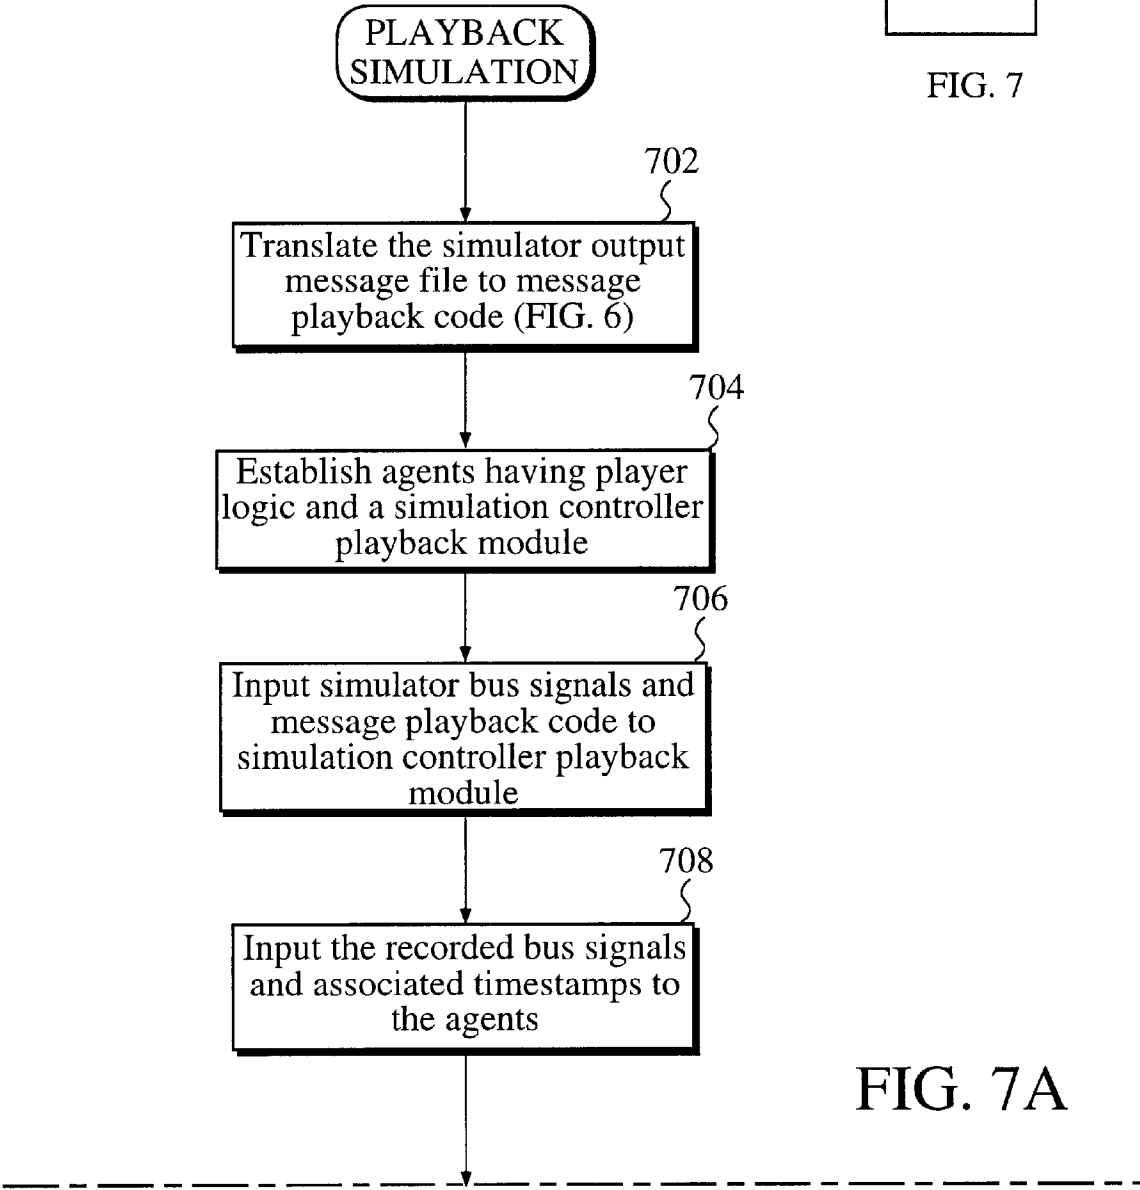 PLAYBACK
SIMULATION
FIG. 7
702
Translate the simulator output
message file to message
playback code (FIG. 6)
704
Establish agents having player
logic and a simulation controller
playback module
706
Input simulator bus signals and
message playback code to
simulation controller playback
module
708
Input the recorded bus signals
and associated timestamps to
the agents
FIG. 7A